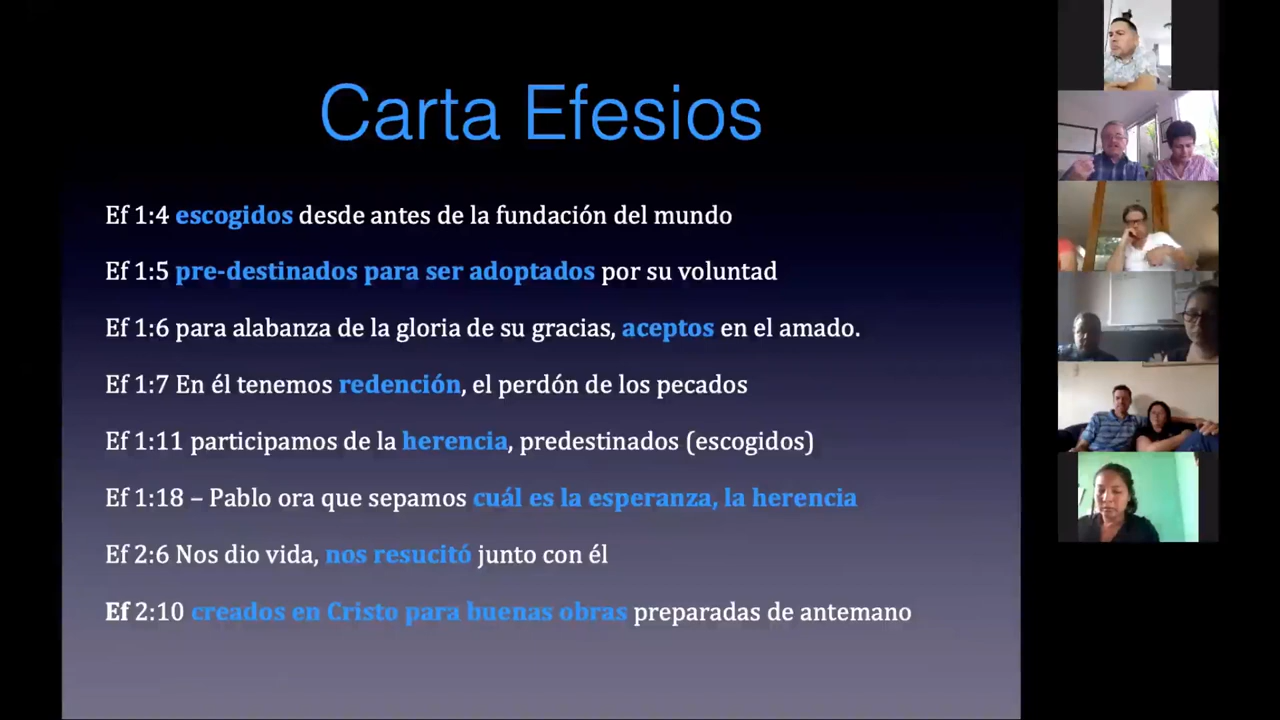 Carta Efesios
Ef 1:4 escogidos desde antes de la fundación del mundo
Ef 1:5 pre-destinados para ser adoptados por su voluntad
Ef 1:6 para alabanza de la gloria de su gracias, aceptos en el amado.
Ef 1:7 En él tenemos redención, el perdón de los pecados
Ef 1:11 participamos de la herencia, predestinados (escogidos)
Ef 1:18 – Pablo ora que sepamos cuál es la esperanza, la herencia
Ef 2:6 Nos dio vida, nos resucitó junto con él
Ef 2:10 creados en Cristo para buenas obras preparadas de antemano